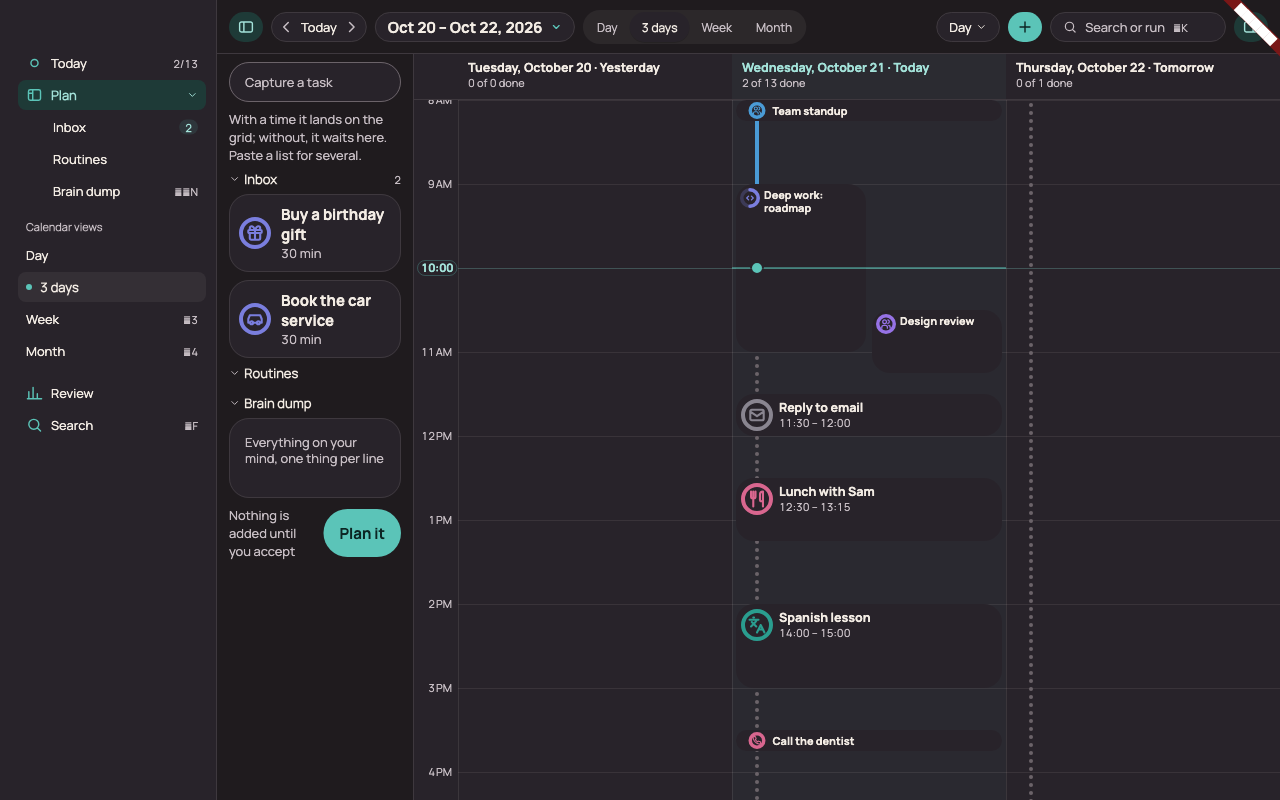 Today
Oct 20 – Oct 22, 2026
Day
3 days
Week
Month
Day
Search or run
K
Today
2/13
Plan
Inbox
2
Routines
Brain dump
N
Calendar views
Day
3 days
Week
3
Month
4
Review
Search
F
Capture a task
With a time it lands on the
grid; without, it waits here.
Paste a list for several.
Inbox
2
Buy a birthday
gift
30 min
Book the car
service
30 min
Routines
Brain dump
Everything on your
mind, one thing per line
Nothing is
added until
you accept
Plan it
Tuesday, October 20 · Yesterday
0 of 0 done
Wednesday, October 21 · Today
2 of 13 done
Thursday, October 22 · Tomorrow
0 of 1 done
8 AM
Team standup
9 AM
Deep work:
roadmap
10:00
Design review
11 AM
Reply to email
11:30 – 12:00
12 PM
Lunch with Sam
12:30 – 13:15
1 PM
2 PM
Spanish lesson
14:00 – 15:00
3 PM
Call the dentist
4 PM